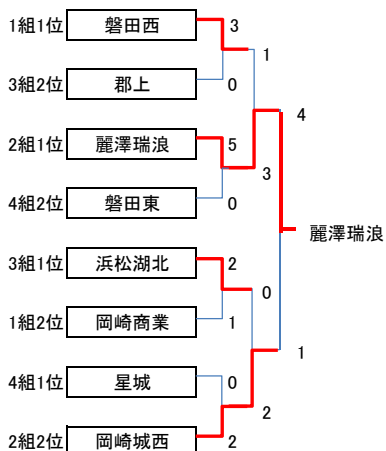 1組1位 磐田西 3
1
3組2位 郡上 0
4
2組1位 麗澤瑞浪 5
3
4組2位 磐田東 0
麗澤瑞浪
3組1位 浜松湖北 2
0
1組2位 岡崎商業 1
1
4組1位 星城 0
2
2組2位 岡崎城西 2